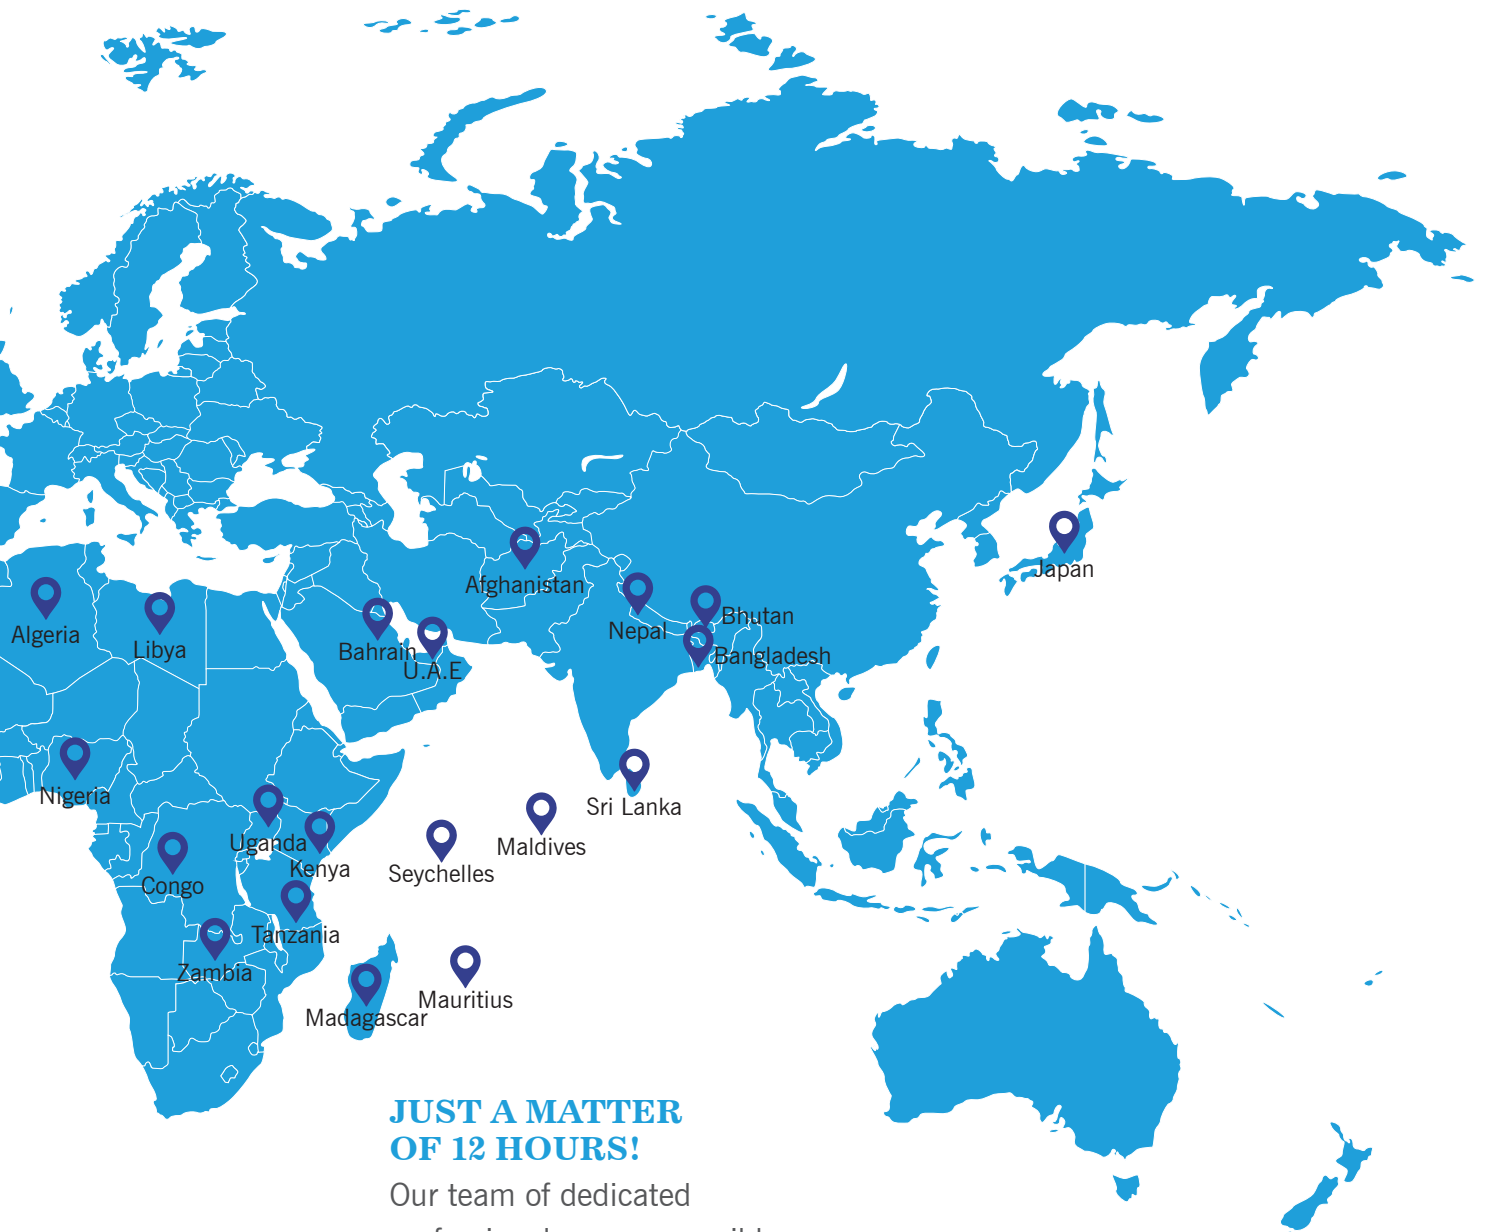 Japan
Afghanistan
Bhutan
Nepal
Algeria
Libya
Bahrain
Bangladesh
U.A.E
Nigeria
Sri Lanka
Uganda
Maldives
Kenya
Seychelles
Congo
Tanzania
Zambia
Mauritius
Madagascar
JUST A MATTER
OF 12 HOURS!
Our team of dedicated